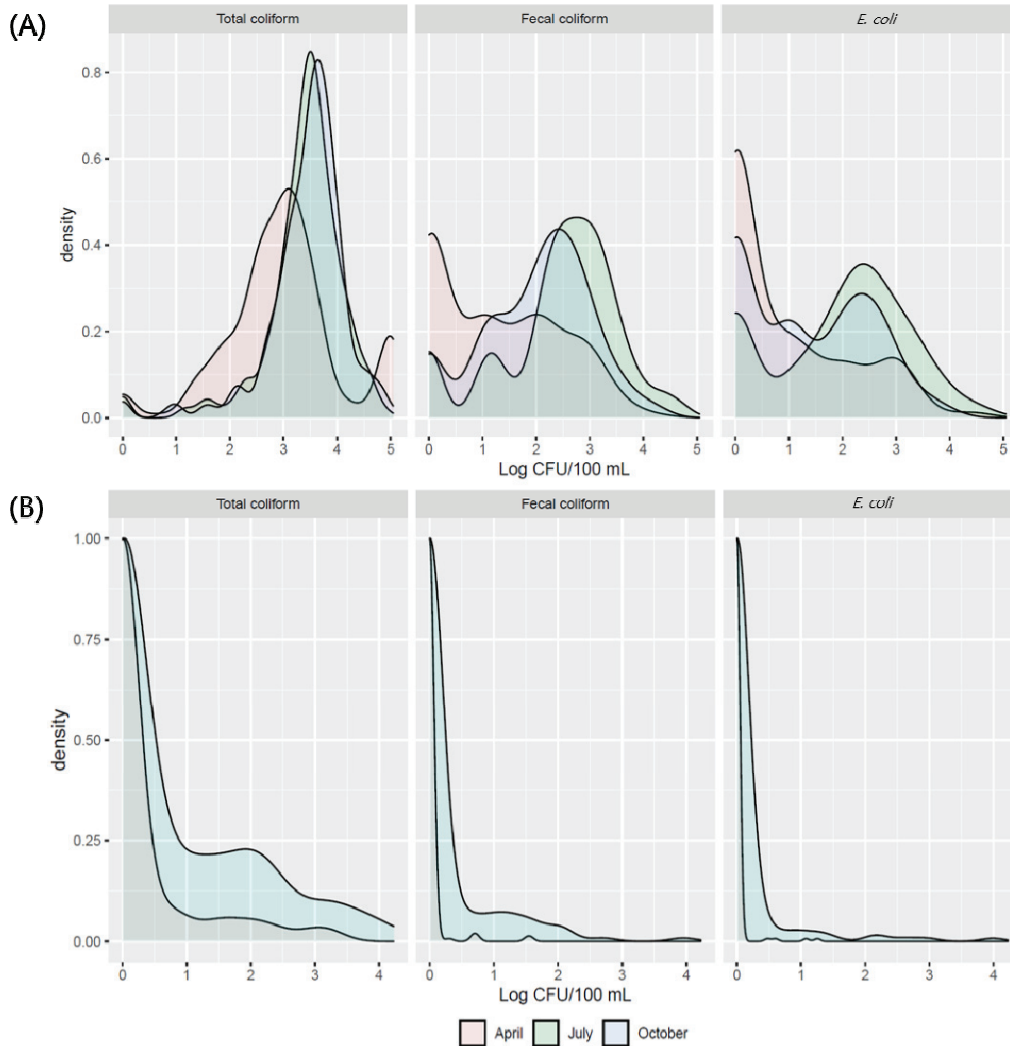 (A)
Total coliform Fecal coliform E. coli
0.8
0.6
0.4
0.2
0.0
density
0 1 2 3 4 5 0 1 2 3 4 5 0 1 2 3 4 5
Log CFU/100 mL
(B)
Total coliform Fecal coliform E. coli
1.00
0.75
0.50
0.25
0.00
density
0 1 2 3 4 0 1 2 3 4 0 1 2 3 4
Log CFU/100 mL
April July October